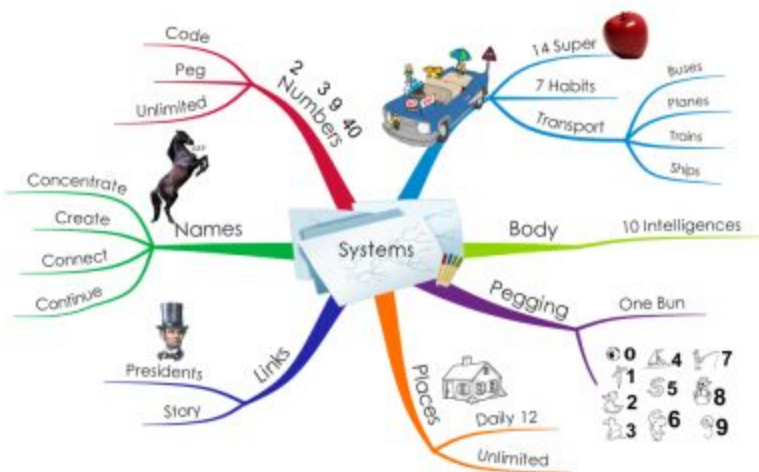 Systems
Numbers
2 3 9 40
Code
Peg
Unlimited
14 Super
7 Habits
Transport
Buses
Planes
Trains
Ships
Body
10 Intelligences
Pegging
One Bun
0 4 7
1 5 8
2 6 9
3
Places
Daily 12
Unlimited
Links
Presidents
Story
Names
Concentrate
Create
Connect
Continue